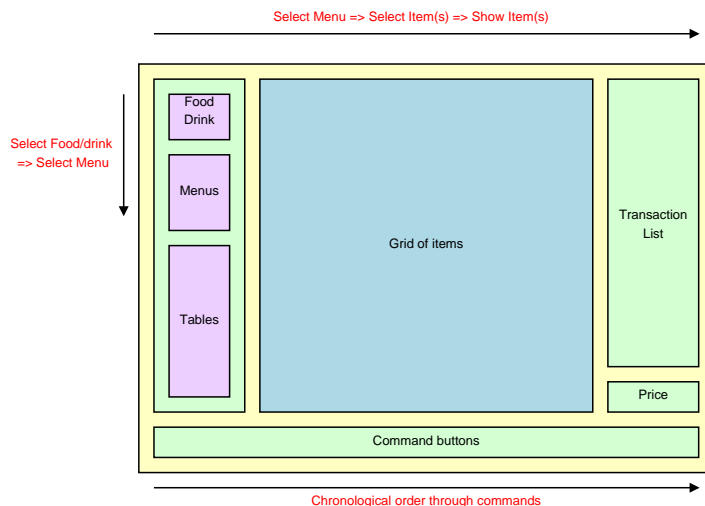 Select Menu => Select Item(s) => Show Item(s)
Select Food/drink
=> Select Menu
Food
Drink
Menus
Tables
Grid of items
Transaction
List
Price
Command buttons
Chronological order through commands